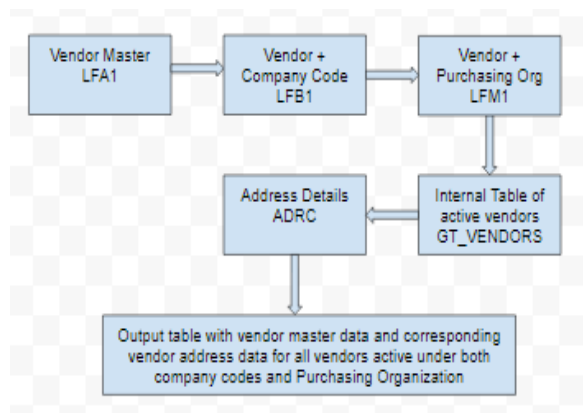 Vendor Master
LFA1
Vendor +
Company Code
LFB1
Vendor +
Purchasing Org
LFM1
Address Details
ADRC
Internal Table of
active vendors
GT_VENDORS
Output table with vendor master data and corresponding
vendor address data for all vendors active under both
company codes and Purchasing Organization